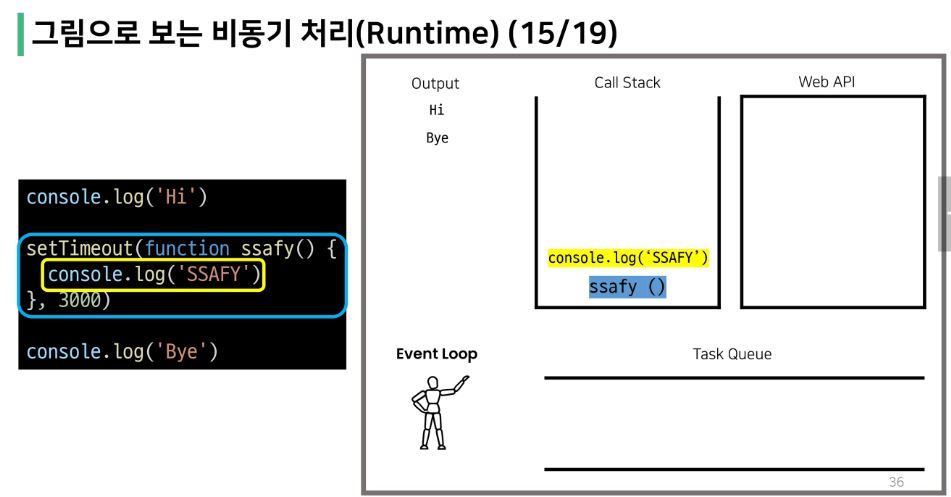 그림으로 보는 비동기 처리(Runtime) (15/19)
console.log('Hi')
setTimeout(function ssafy() {
console.log('SSAFY')
}, 3000)
console.log('Bye')
Output
Hi
Bye
Call Stack
console.log(‘SSAFY’)
ssafy ()
Web API
Event Loop
Task Queue
36